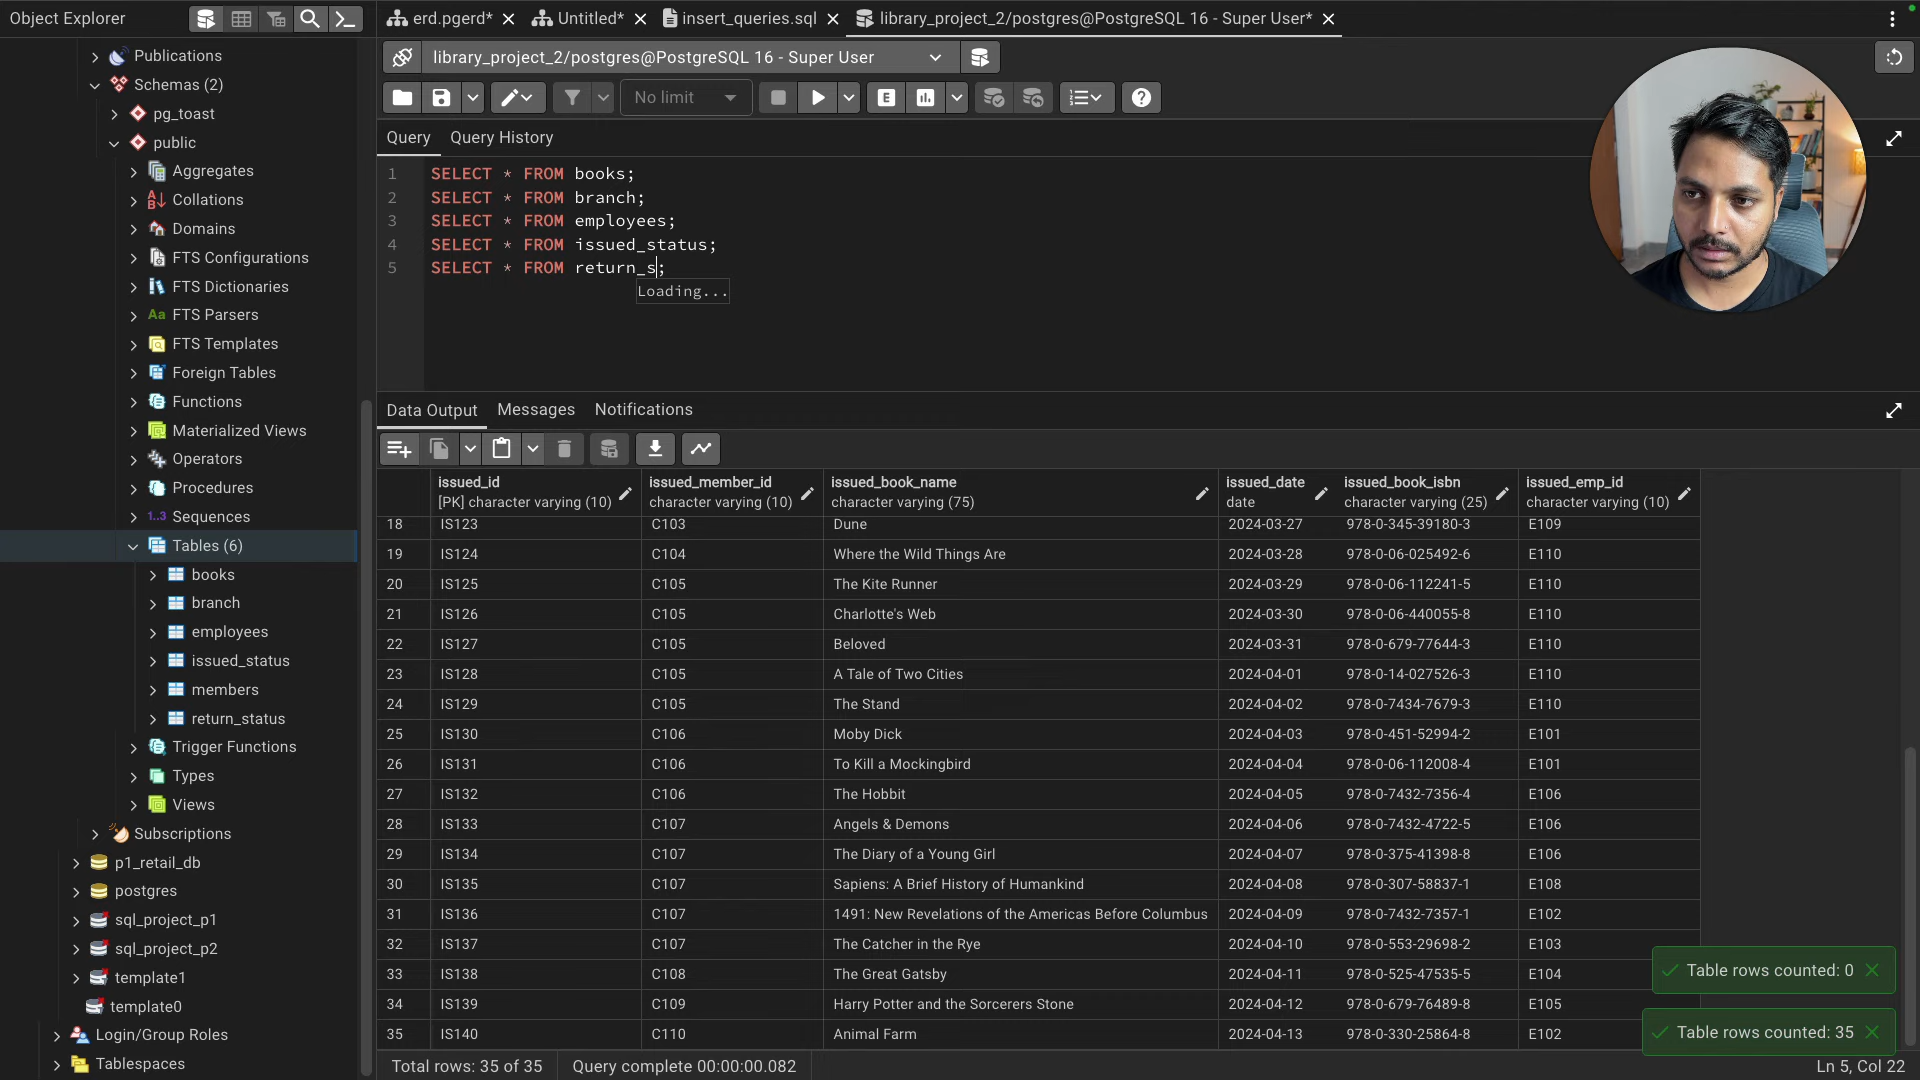 Object Explorer
erd.pgerd*
Untitled*
insert_queries.sql
library_project_2/postgres@PostgreSQL 16 - Super User*
library_project_2/postgres@PostgreSQL 16 - Super User
No limit
E
Query
Query History
1 SELECT * FROM books;
2 SELECT * FROM branch;
3 SELECT * FROM employees;
4 SELECT * FROM issued_status;
5 SELECT * FROM return_s;
Loading...
Publications
Schemas (2)
pg_toast
public
Aggregates
Collations
Domains
FTS Configurations
FTS Dictionaries
Aa FTS Parsers
FTS Templates
Foreign Tables
Functions
Materialized Views
Operators
Procedures
1..3 Sequences
Tables (6)
books
branch
employees
issued_status
members
return_status
Trigger Functions
Types
Views
Subscriptions
p1_retail_db
postgres
sql_project_p1
sql_project_p2
template1
template0
Login/Group Roles
Tablespaces
Data Output
Messages
Notifications
issued_id [PK] character varying (10)
issued_member_id character varying (10)
issued_book_name character varying (75)
issued_date date
issued_book_isbn character varying (25)
issued_emp_id character varying (10)
18 IS123 C103 Dune 2024-03-27 978-0-345-39180-3 E109
19 IS124 C104 Where the Wild Things Are 2024-03-28 978-0-06-025492-6 E110
20 IS125 C105 The Kite Runner 2024-03-29 978-0-06-112241-5 E110
21 IS126 C105 Charlotte's Web 2024-03-30 978-0-06-440055-8 E110
22 IS127 C105 Beloved 2024-03-31 978-0-679-77644-3 E110
23 IS128 C105 A Tale of Two Cities 2024-04-01 978-0-14-027526-3 E110
24 IS129 C105 The Stand 2024-04-02 978-0-7434-7679-3 E110
25 IS130 C106 Moby Dick 2024-04-03 978-0-451-52994-2 E101
26 IS131 C106 To Kill a Mockingbird 2024-04-04 978-0-06-112008-4 E101
27 IS132 C106 The Hobbit 2024-04-05 978-0-7432-7356-4 E106
28 IS133 C107 Angels & Demons 2024-04-06 978-0-7432-4722-5 E106
29 IS134 C107 The Diary of a Young Girl 2024-04-07 978-0-375-41398-8 E106
30 IS135 C107 Sapiens: A Brief History of Humankind 2024-04-08 978-0-307-58837-1 E108
31 IS136 C107 1491: New Revelations of the Americas Before Columbus 2024-04-09 978-0-7432-7357-1 E102
32 IS137 C107 The Catcher in the Rye 2024-04-10 978-0-553-29698-2 E103
33 IS138 C108 The Great Gatsby 2024-04-11 978-0-525-47535-5 E104
34 IS139 C109 Harry Potter and the Sorcerers Stone 2024-04-12 978-0-679-76489-8 E105
35 IS140 C110 Animal Farm 2024-04-13 978-0-330-25864-8 E102
Table rows counted: 0
Table rows counted: 35
Total rows: 35 of 35
Query complete 00:00:00.082
Ln 5, Col 22